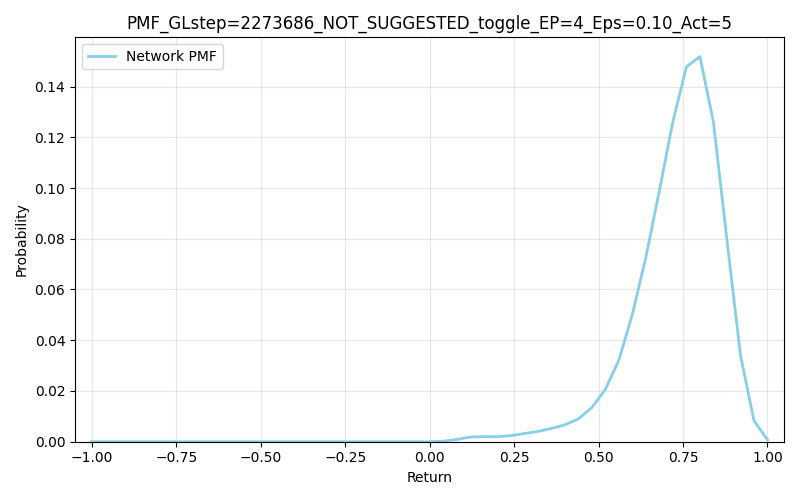 PMF_GLstep=2273686_NOT_SUGGESTED_toggle_EP=4_Eps=0.10_Act=5
Network PMF
0.14
0.12
0.10
0.08
0.06
0.04
0.02
0.00
Probability
−1.00 −0.75 −0.50 −0.25 0.00 0.25 0.50 0.75 1.00
Return